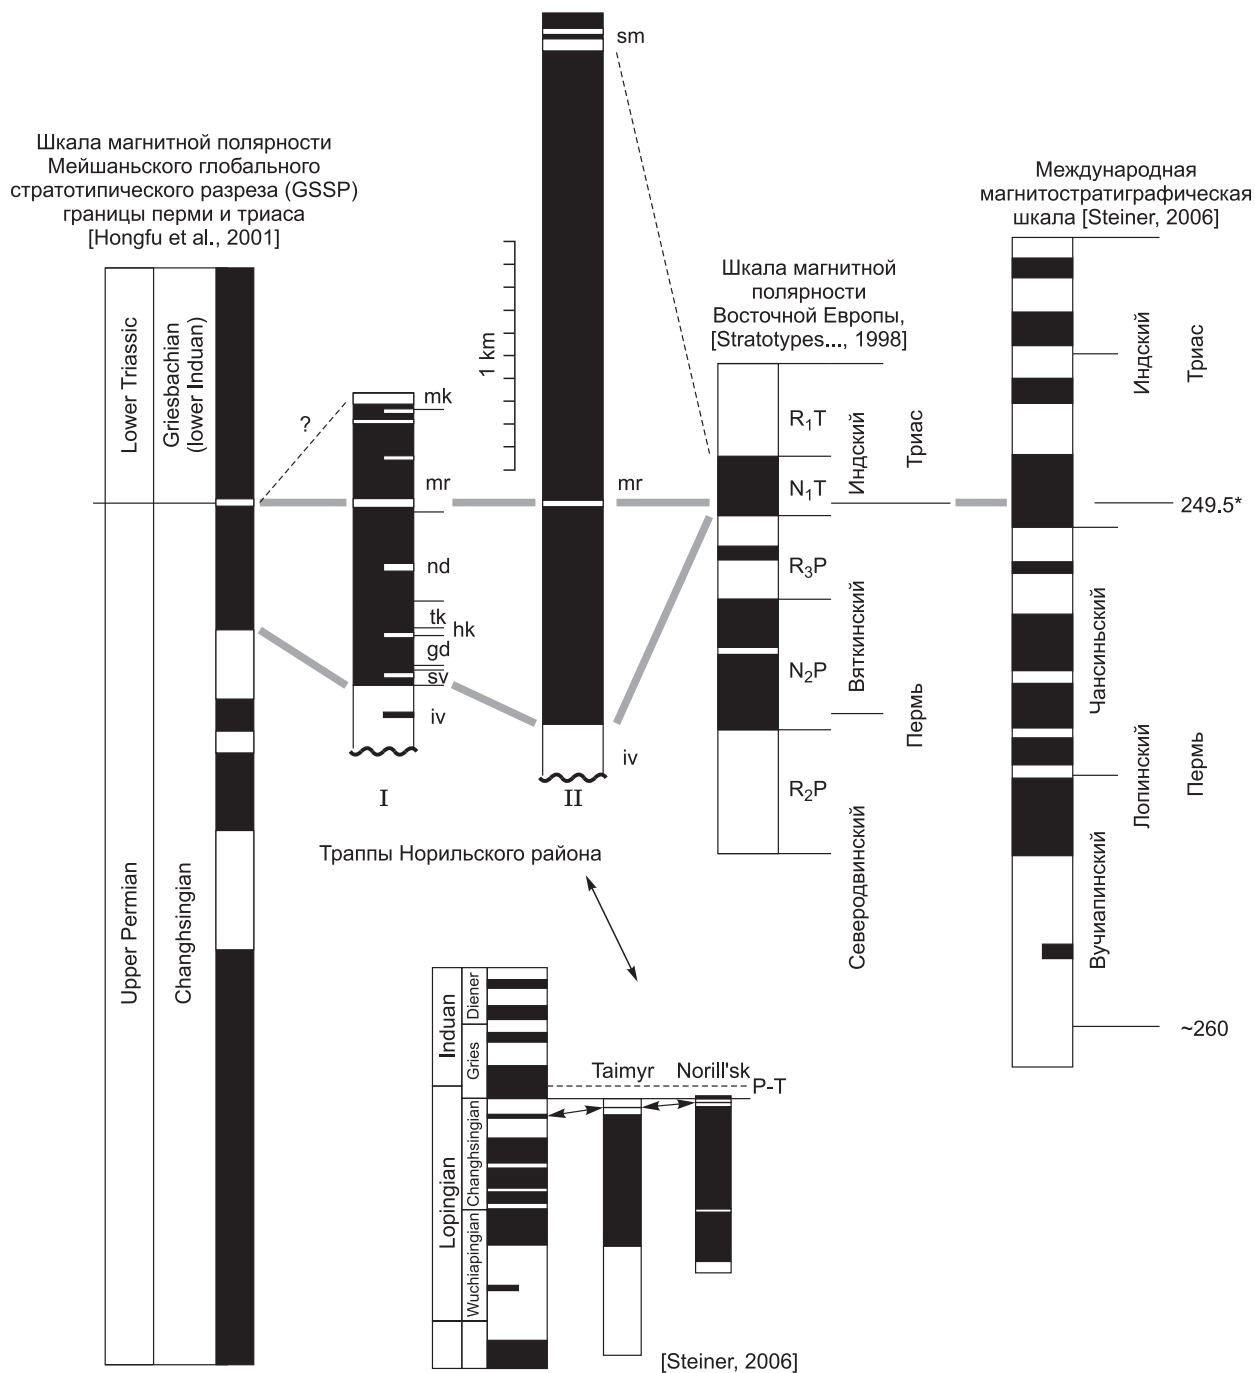 Шкала магнитной полярности
Мейшаньского глобального
стратотипического разреза (GSSP)
границы перми и триаса
[Hongfu et al., 2001]
Lower Triassic
Griesbachian
(lower Induan)
Upper Permian
Changhsingian
?
mk
mr
nd
tk
hk
gd
sv
iv
I
1 km
sm
mr
iv
II
Траппы Норильского района
Шкала магнитной
полярности
Восточной Европы,
[Stratotypes..., 1998]
R₁T
N₁T
R₃P
N₂P
R₂P
Индский
Триас
Вяткинский
Пермь
Северодвинский
Международная
магнитостратиграфическая
шкала [Steiner, 2006]
Индский
Триас
249.5*
Чансиньский
Лопинский
Пермь
Вучиапинский
~260
Induan
Diener
Gries
Lopingian
Changhsingian
Wuchiapingian
Taimyr
Norill'sk
P-T
[Steiner, 2006]